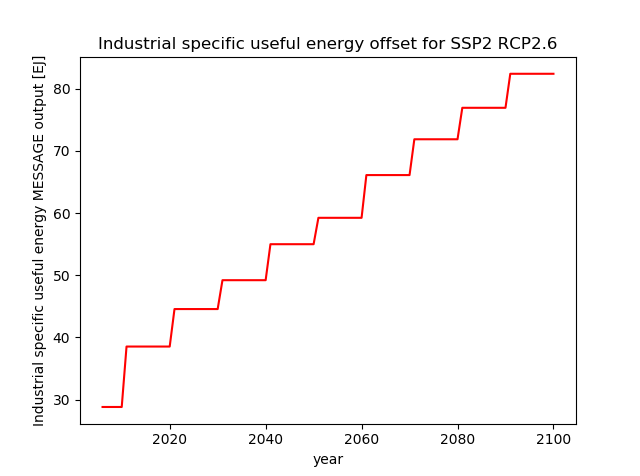 Industrial specific useful energy offset for SSP2 RCP2.6
Industrial specific useful energy MESSAGE output [EJ]
80
70
60
50
40
30
2020 2040 2060 2080 2100
year